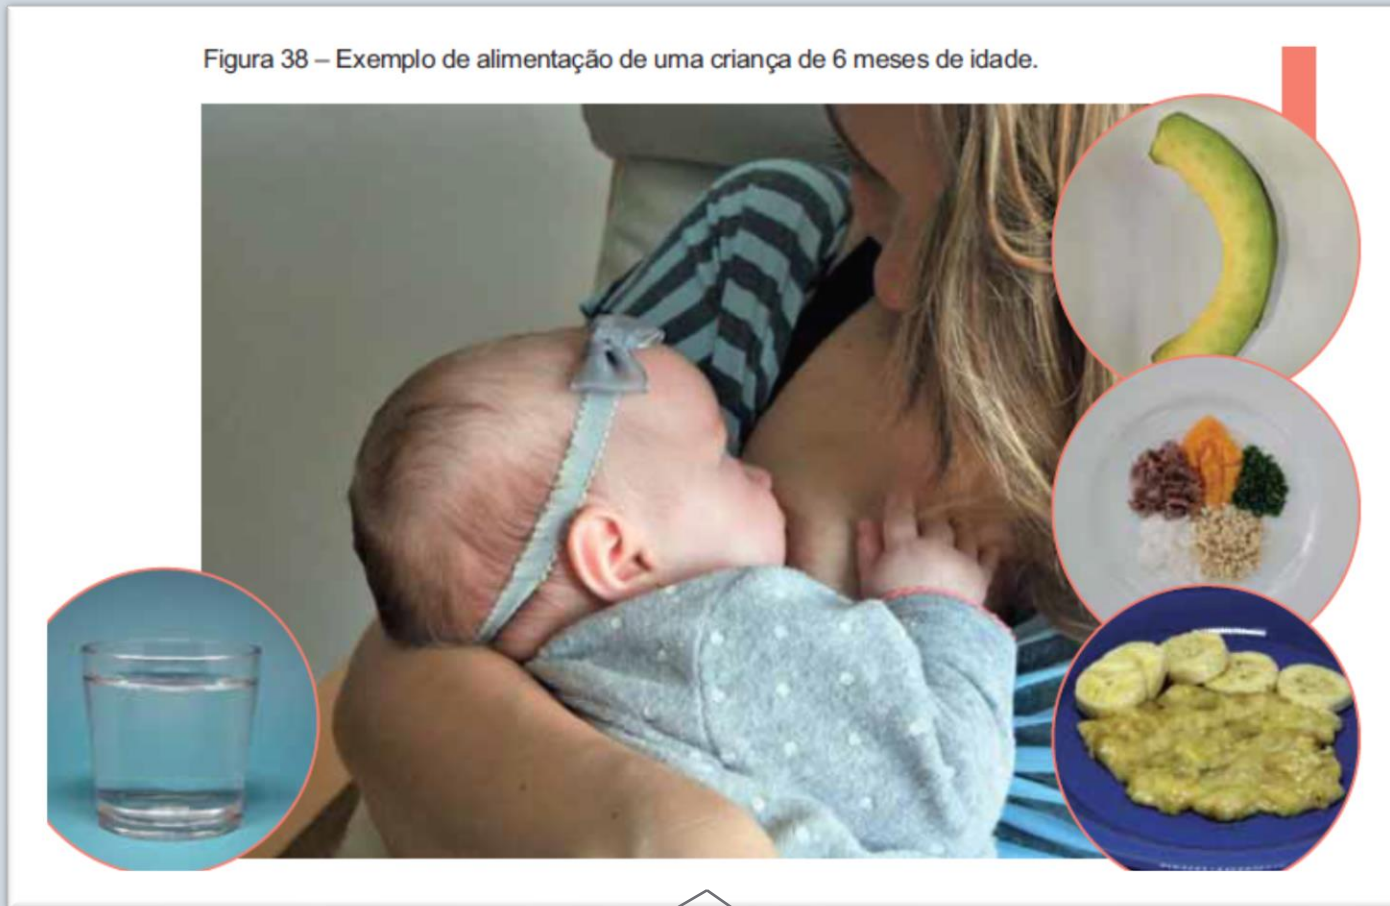 Figura 38 – Exemplo de alimentação de uma criança de 6 meses de idade.